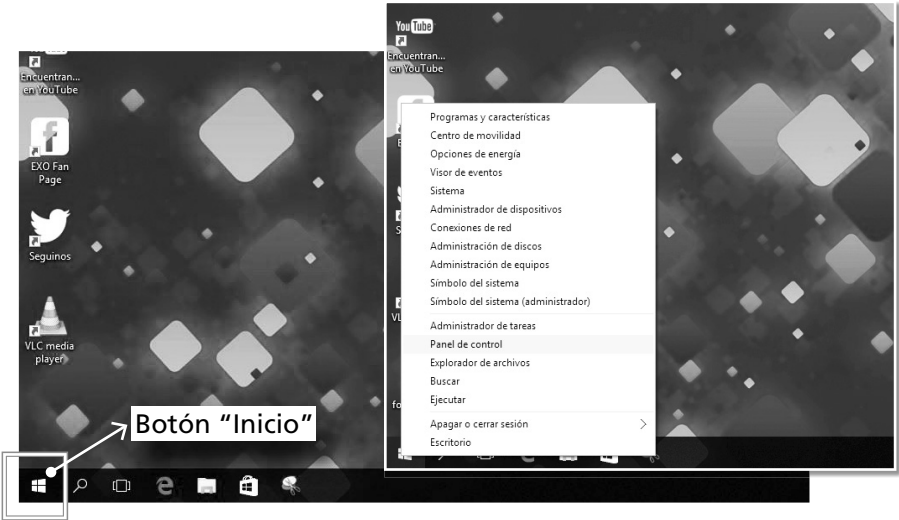 Encuentran...
en YouTube
EXO Fan
Page
Seguinos
VLC media
player
Botón “Inicio”
You Tube
Encuentran...
en YouTube
Programas y características
Centro de movilidad
Opciones de energía
Visor de eventos
Sistema
Administrador de dispositivos
Conexiones de red
Administración de discos
Administración de equipos
Símbolo del sistema
Símbolo del sistema (administrador)
Administrador de tareas
Panel de control
Explorador de archivos
Buscar
Ejecutar
Apagar o cerrar sesión
Escritorio